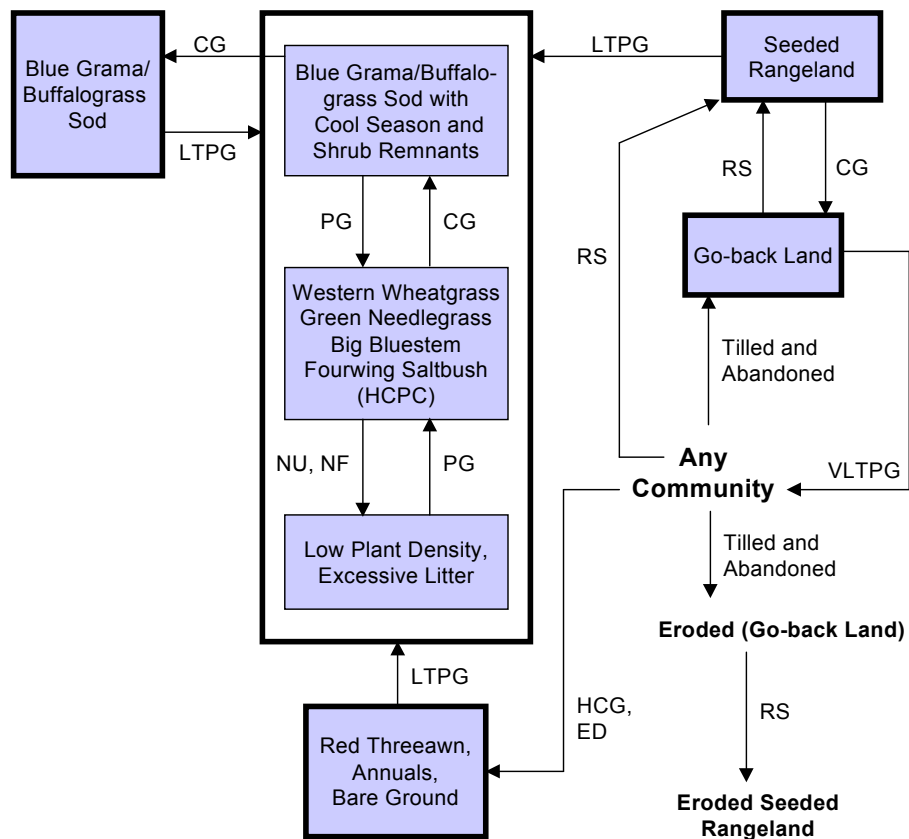 Blue Grama/
Buffalograss
Sod
CG
LTPG
Blue Grama/Buffalo-
grass Sod with
Cool Season and
Shrub Remnants
PG
CG
Western Wheatgrass
Green Needlegrass
Big Bluestem
Fourwing Saltbush
(HCPC)
NU, NF
PG
Low Plant Density,
Excessive Litter
LTPG
Red Threeawn,
Annuals,
Bare Ground
LTPG
Seeded
Rangeland
RS
CG
RS
Go-back Land
Tilled and
Abandoned
Any
Community
VLTPG
Tilled and
Abandoned
Eroded (Go-back Land)
HCG,
ED
RS
Eroded Seeded
Rangeland